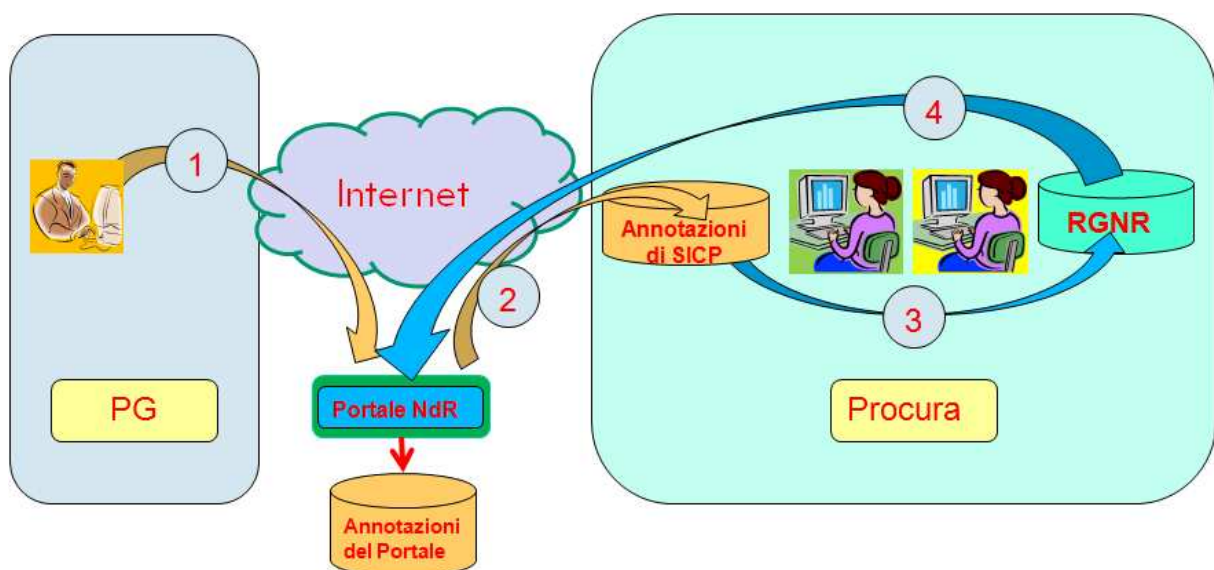 1
Internet
4
Annotazioni
di SICP
RGNR
2
3
PG
Portale NdR
Procura
Annotazioni
del Portale